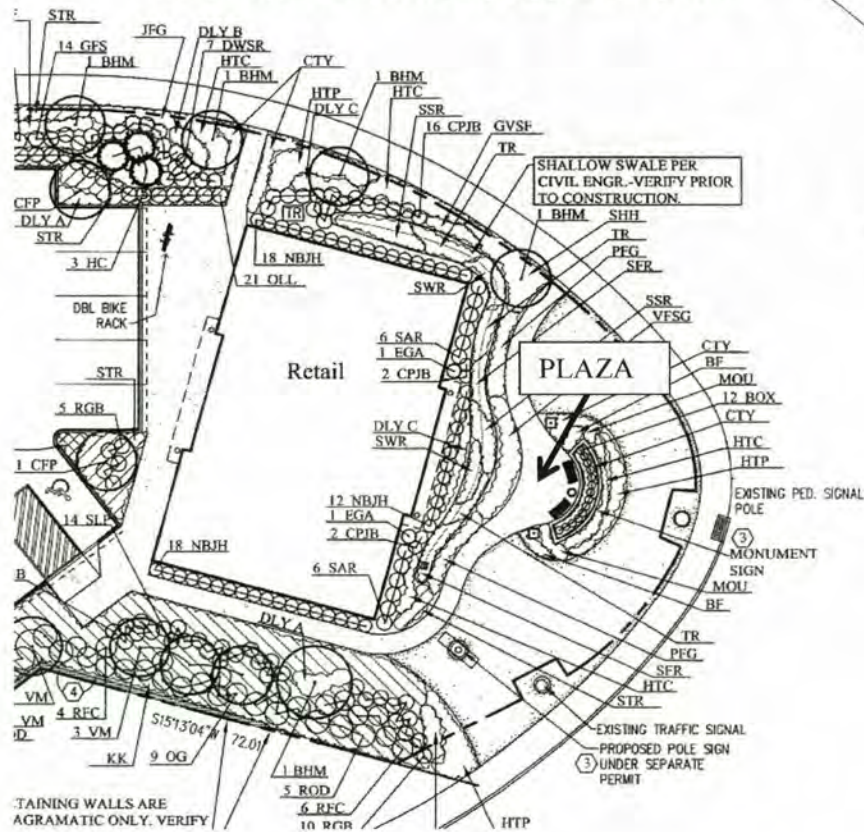 STR
14 GFS
1 BHM
JFG
DLY B
7 DWSR
HTC
1 BHM
CTY
HTP
DLY C
1 BHM
HTC
SSR
16 CPJB
GVSF
TR
SHALLOW SWALE PER
CIVIL ENGR.-VERIFY PRIOR
TO CONSTRUCTION.
1 BHM
SHH
TR
PFG
SFR
SSR
VFSG
CFP
DLY A
STR
3 HC
TR
18 NBJH
21 OLL
SWR
DBL BIKE
RACK
6 SAR
1 EGA
2 CPJB
Retail
PLAZA
CTY
BF
MOU
12 BOX
CTY
HTC
HTP
STR
5 RGB
DLY C
SWR
1 CFP
12 NBJH
1 EGA
2 CPJB
EXISTING PED. SIGNAL
POLE
3
MONUMENT
SIGN
14 SLP
18 NBJH
6 SAR
MOU
BF
B
DLY A
TR
PFG
SFR
HTC
STR
VM
4
VM
OD
4 RFC
3 VM
KK
S15°13'04"W
72.01'
9 OG
1 BHM
5 ROD
6 RFC
10 RGB
HTP
EXISTING TRAFFIC SIGNAL
PROPOSED POLE SIGN
3 UNDER SEPARATE
PERMIT
TAINING WALLS ARE
AGRAMATIC ONLY. VERIFY